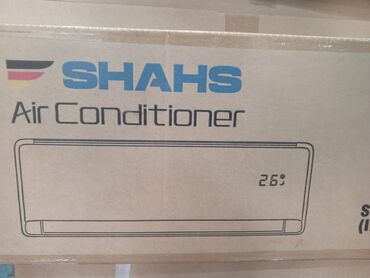 SHAHS
Air Conditioner
26°
S
(I